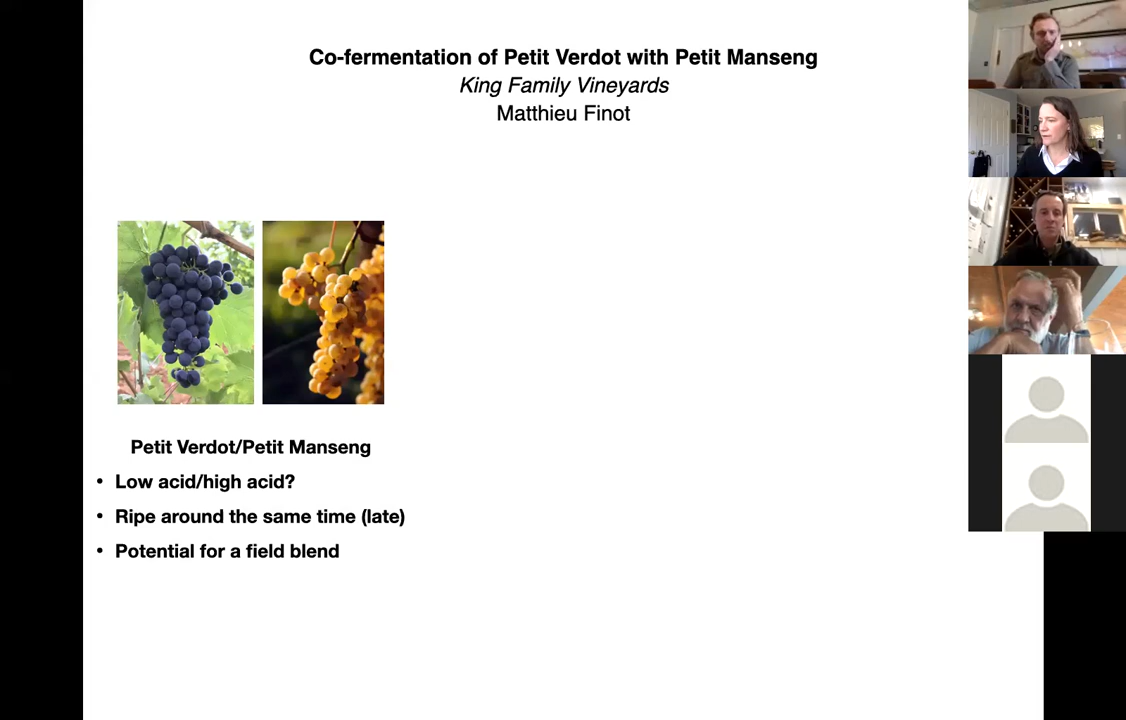 Co-fermentation of Petit Verdot with Petit Manseng
King Family Vineyards
Matthieu Finot
Petit Verdot/Petit Manseng
• Low acid/high acid?
• Ripe around the same time (late)
• Potential for a field blend